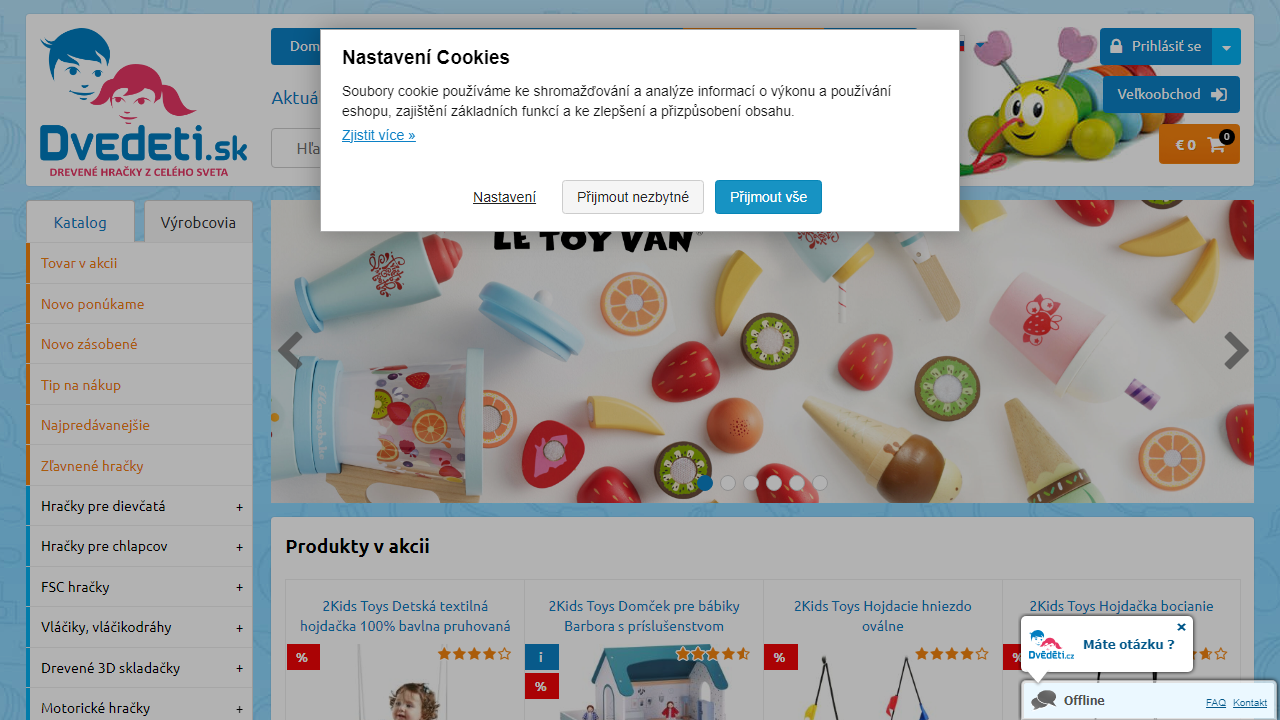 Dvedeti.sk
DREVENÉ HRAČKY Z CELÉHO SVETA
Nastavení Cookies
Soubory cookie používáme ke shromažďování a analýze informací o výkonu a používání
eshopu, zajištění základních funkcí a ke zlepšení a přizpůsobení obsahu.
Zjistit více »
Nastavení
Přijmout nezbytné
Přijmout vše
Prihlásiť se
Veľkoobchod
€ 0
0
Katalog
Výrobcovia
Tovar v akcii
Novo ponúkame
Novo zásobené
Tip na nákup
Najpredávanejšie
Zľavnené hračky
Hračky pre dievčatá +
Hračky pre chlapcov +
FSC hračky +
Vláčiky, vláčikodráhy +
Drevené 3D skladačky +
Motorické hračky +
LE TOY VAN
Produkty v akcii
2Kids Toys Detská textilná
hojdačka 100% bavlna pruhovaná
%
2Kids Toys Domček pre bábiky
Barbora s príslušenstvom
i
%
2Kids Toys Hojdacie hniezdo
oválne
%
2Kids Toys Hojdačka bocianie
%
Dvěděti.cz
Máte otázku ?
×
Offline
FAQ
Kontakt